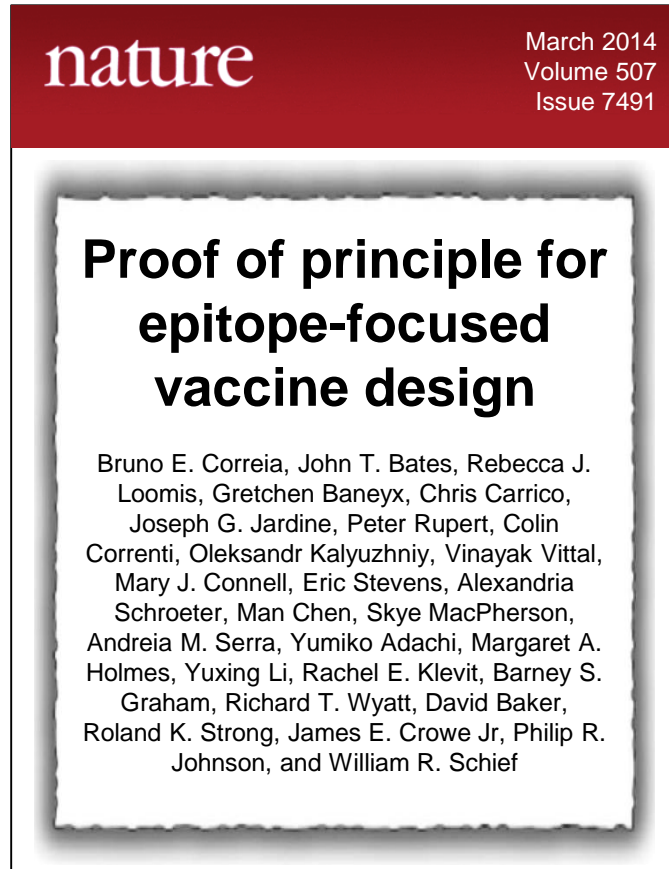 nature
March 2014
Volume 507
Issue 7491
Proof of principle for
epitope-focused
vaccine design
Bruno E. Correia, John T. Bates, Rebecca J.
Loomis, Gretchen Baneyx, Chris Carrico,
Joseph G. Jardine, Peter Rupert, Colin
Correnti, Oleksandr Kalyuzhniy, Vinayak Vittal,
Mary J. Connell, Eric Stevens, Alexandria
Schroeter, Man Chen, Skye MacPherson,
Andreia M. Serra, Yumiko Adachi, Margaret A.
Holmes, Yuxing Li, Rachel E. Klevit, Barney S.
Graham, Richard T. Wyatt, David Baker,
Roland K. Strong, James E. Crowe Jr, Philip R.
Johnson, and William R. Schief